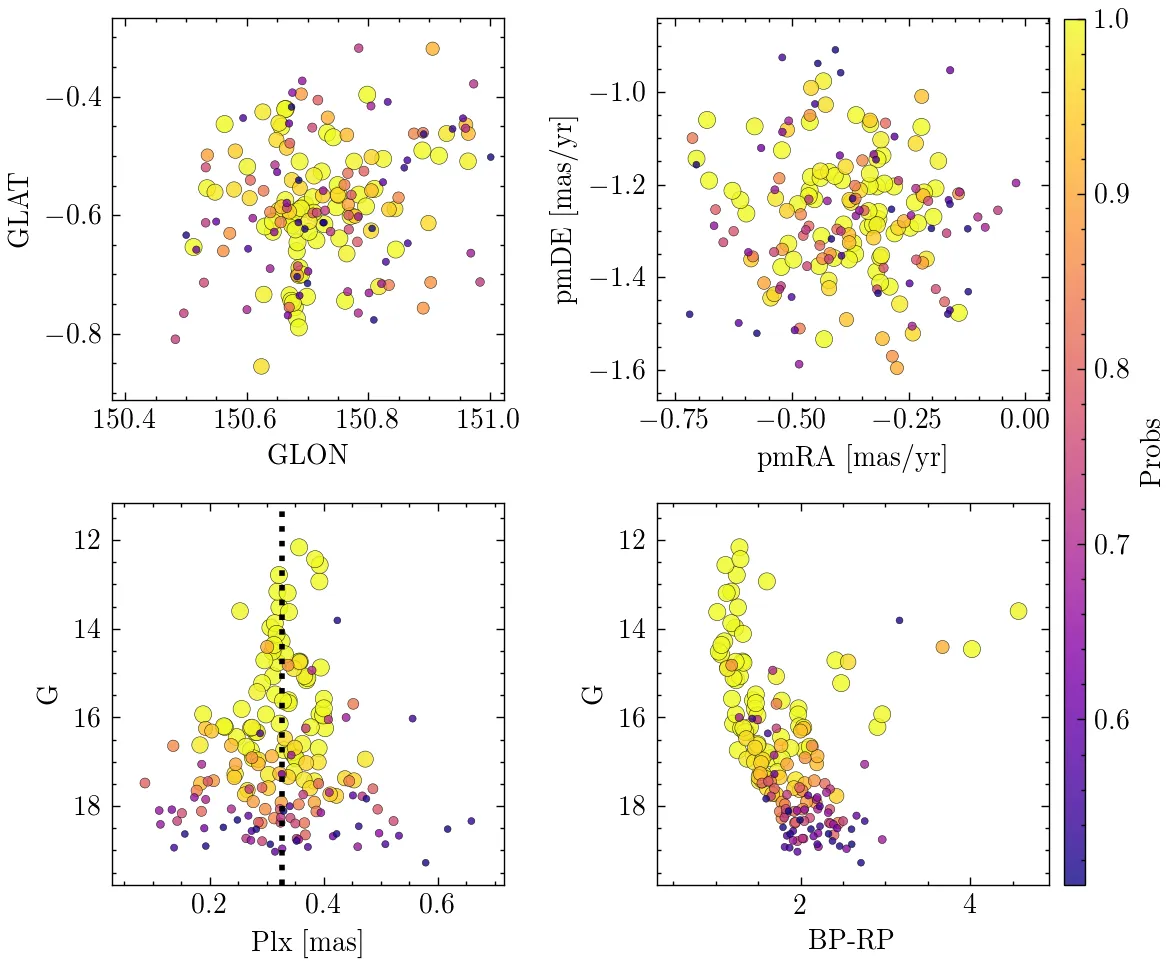 −0.4
−0.6
−0.8
GLAT
150.4 150.6 150.8 151.0
GLON
−1.0
−1.2
−1.4
−1.6
pmDE [mas/yr]
−0.75 −0.50 −0.25 0.00
pmRA [mas/yr]
12
14
16
18
G
0.2 0.4 0.6
Plx [mas]
12
14
16
18
G
2 4
BP-RP
1.0
0.9
0.8
0.7
0.6
Probs